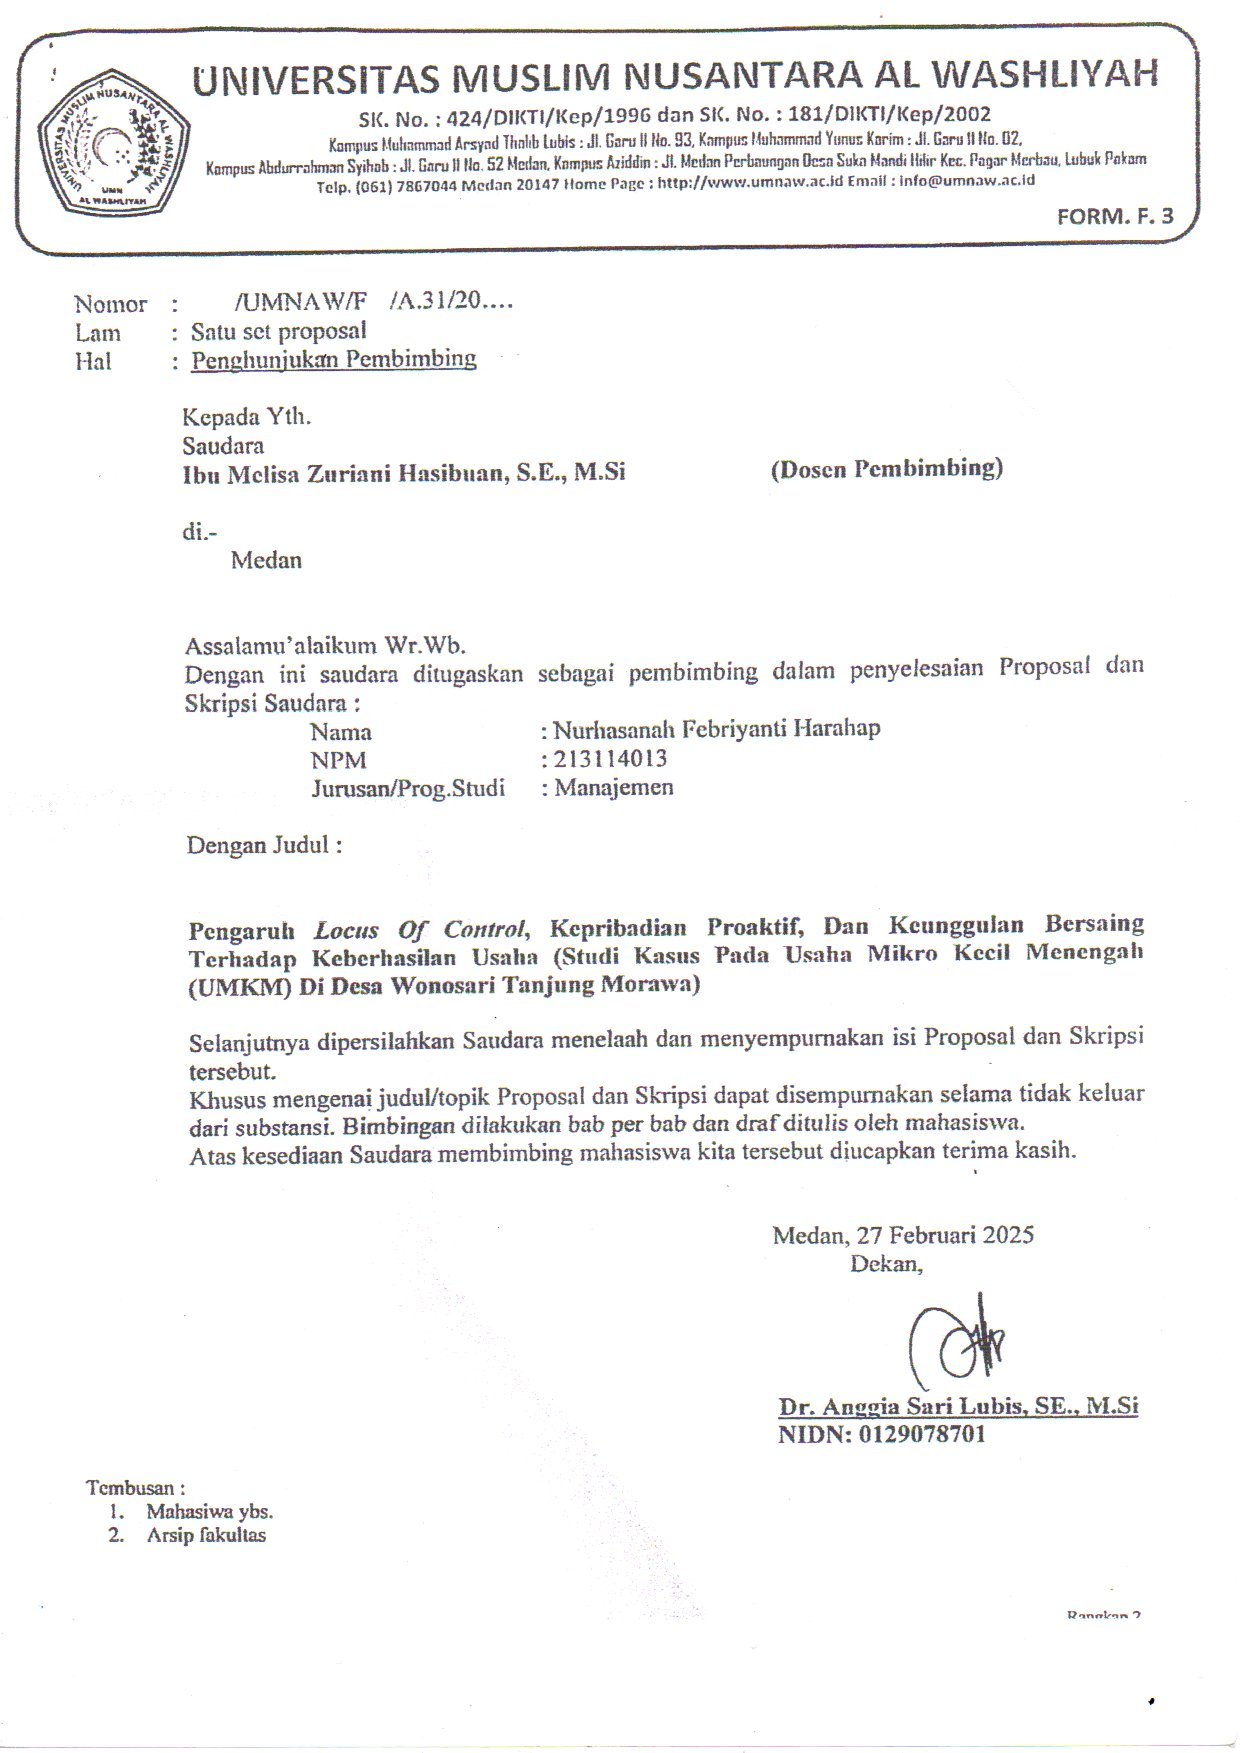 UNIVERSITAS MUSLIM NUSANTARA AL WASHLIYAH
SK. No. : 424/DIKTI/Kep/1996 dan SK. No. : 181/DIKTI/Kep/2002
Kampus Muhammad Arsyad Thalib Lubis : Jl. Garu II No. 93, Kampus Muhammad Yunus Karim : Jl. Garu II No. 02,
Kampus Abdurrahman Syihab : Jl. Garu II No. 52 Medan, Kampus Aziddin : Jl. Medan Perbaungan Desa Suka Mandi Hilir Kec. Pagar Merbau, Lubuk Pakam
Telp. (061) 7867044 Medan 20147 Home Page : http://www.umnaw.ac.id Email : info@umnaw.ac.id
UNIVERSITAS MUSLIM NUSANTARA AL WASHLIYAH
UMN
AL WASHLIYAH
FORM. F. 3
Nomor : /UMNAW/F /A.31/20....
Lam : Satu set proposal
Hal : Penghunjukan Pembimbing
Kepada Yth.
Saudara
Ibu Melisa Zuriani Hasibuan, S.E., M.Si (Dosen Pembimbing)
di.-
Medan
Assalamu'alaikum Wr.Wb.
Dengan ini saudara ditugaskan sebagai pembimbing dalam penyelesaian Proposal dan
Skripsi Saudara :
Nama : Nurhasanah Febriyanti Harahap
NPM : 213114013
Jurusan/Prog.Studi : Manajemen
Dengan Judul :
Pengaruh Locus Of Control, Kepribadian Proaktif, Dan Keunggulan Bersaing
Terhadap Keberhasilan Usaha (Studi Kasus Pada Usaha Mikro Kecil Menengah
(UMKM) Di Desa Wonosari Tanjung Morawa)
Selanjutnya dipersilahkan Saudara menelaah dan menyempurnakan isi Proposal dan Skripsi
tersebut.
Khusus mengenai judul/topik Proposal dan Skripsi dapat disempurnakan selama tidak keluar
dari substansi. Bimbingan dilakukan bab per bab dan draf ditulis oleh mahasiswa.
Atas kesediaan Saudara membimbing mahasiswa kita tersebut diucapkan terima kasih.
Medan, 27 Februari 2025
Dekan,
Dr. Anggia Sari Lubis, SE., M.Si
NIDN: 0129078701
Tembusan :
1. Mahasiwa ybs.
2. Arsip fakultas
Rangkap 2